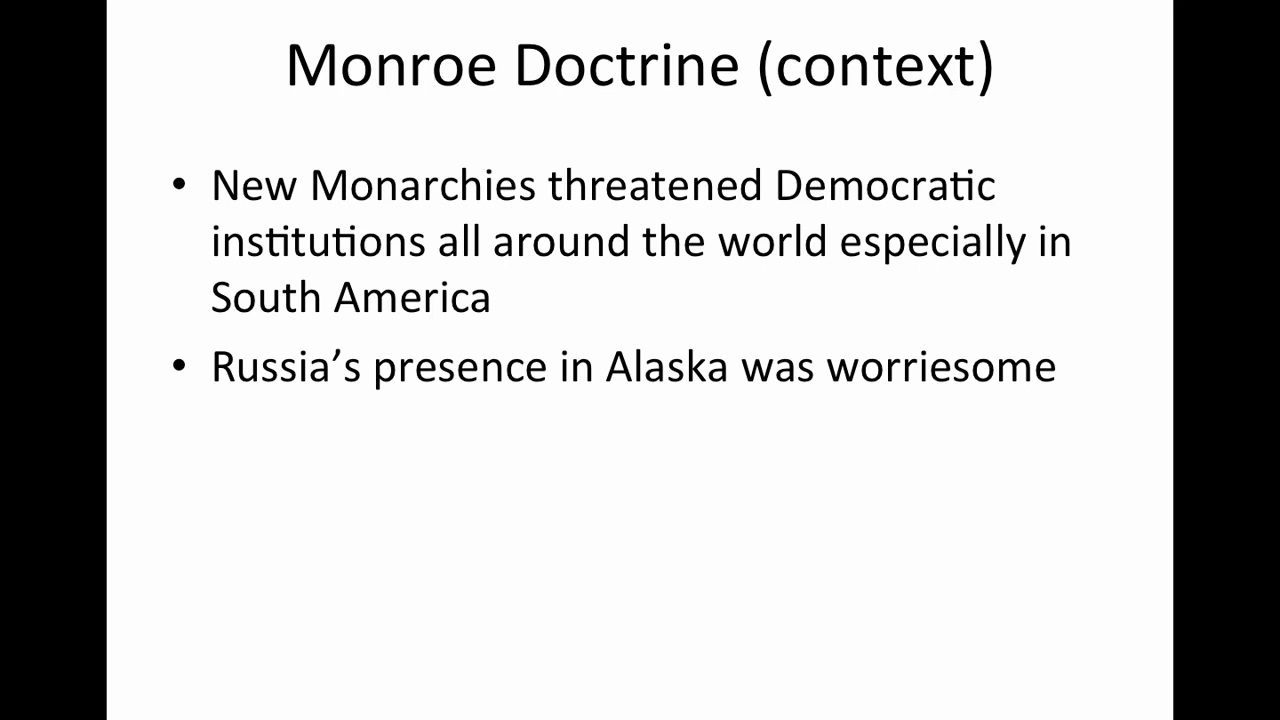 Monroe Doctrine (context)
• New Monarchies threatened Democratic
institutions all around the world especially in
South America
• Russia’s presence in Alaska was worriesome